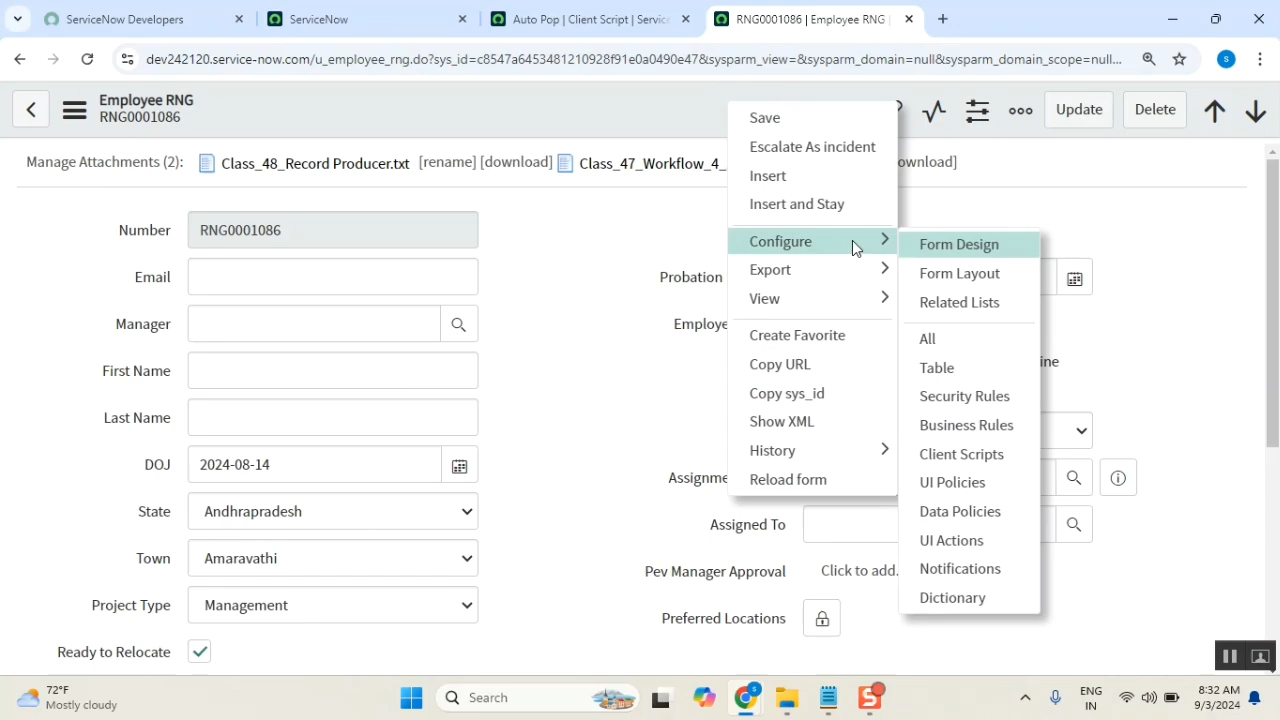 ServiceNow Developers
ServiceNow
Auto Pop | Client Script | Service
RNG0001086 | Employee RNG
dev242120.service-now.com/u_employee_rng.do?sys_id=c8547a6453481210928f91e0a0490e47&sysparm_view=&sysparm_domain=null&sysparm_domain_scope=null...
S
Employee RNG
RNG0001086
Update
Delete
Manage Attachments (2):
Class_48_Record Producer.txt
[rename] [download]
Class_47_Workflow_4_
ownload]
Number
RNG0001086
Email
Manager
First Name
Last Name
DOJ
2024-08-14
State
Andhrapradesh
Town
Amaravathi
Project Type
Management
Ready to Relocate
Probation
Employe
ine
Assignme
Assigned To
Pev Manager Approval
Click to add.
Preferred Locations
Save
Escalate As incident
Insert
Insert and Stay
Configure
Export
View
Create Favorite
Copy URL
Copy sys_id
Show XML
History
Reload form
Form Design
Form Layout
Related Lists
All
Table
Security Rules
Business Rules
Client Scripts
UI Policies
Data Policies
UI Actions
Notifications
Dictionary
72°F
Mostly cloudy
Search
ENG
IN
8:32 AM
9/3/2024